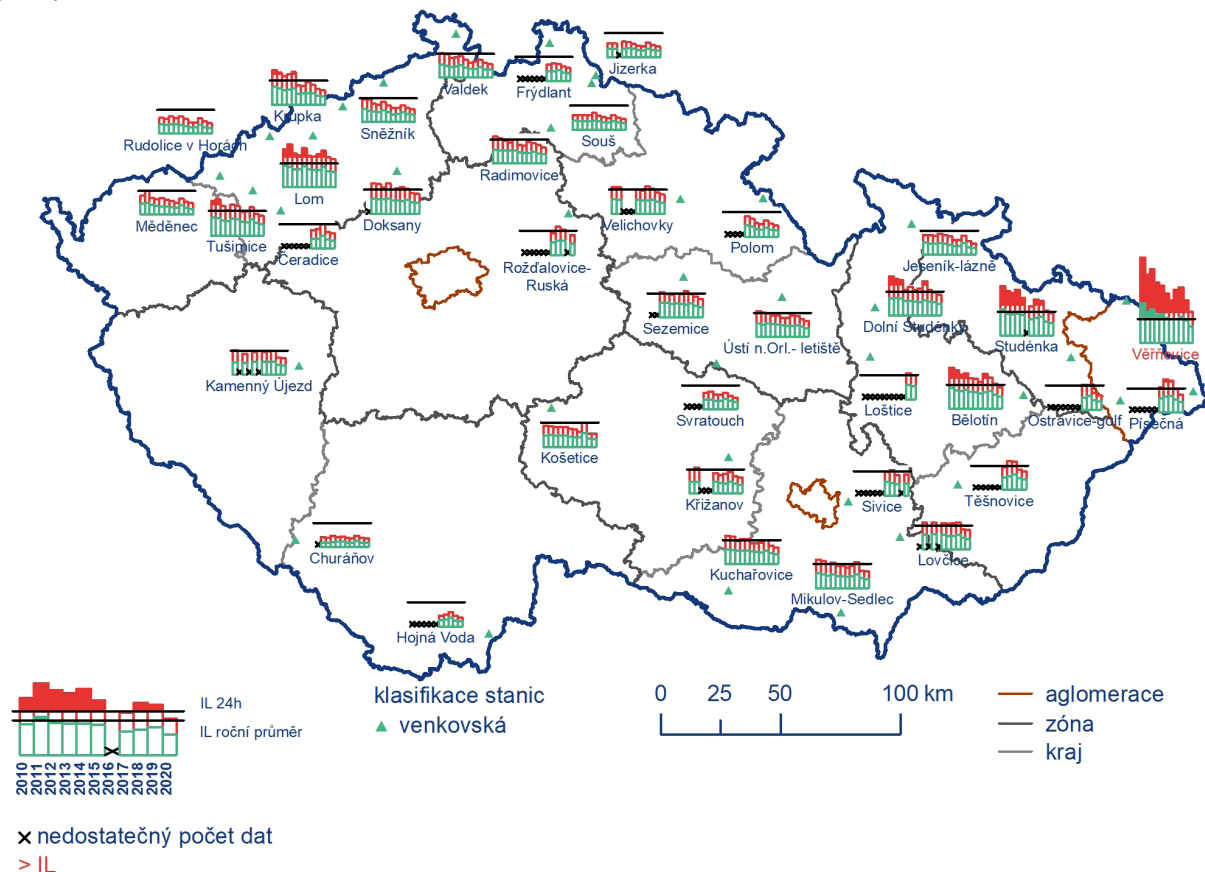 Jizerka
Valdek
Frýdlant
Krupka
Sněžník
Souš
Rudolice v Horách
Radimovice
Lom
Měděnec
Doksany
Velichovky
Tušimice
Čeradice
Polom
Rožďalovice-
Ruská
Jeseník-lázně
Sezemice
Dolní Studénky
Studénka
Ústí n.Orl.- letiště
Věřňovice
Kamenný Újezd
Svratouch
Loštice
Bělotín
Ostravice-golf
Písečná
Košetice
Křižanov
Sivice
Těšnovice
Churáňov
Lovčice
Kuchařovice
Mikulov-Sedlec
Hojná Voda
IL 24h
IL roční průměr
2010
2011
2012
2013
2014
2015
2016
2017
2018
2019
2020
klasifikace stanic
venkovská
0 25 50 100 km
aglomerace
zóna
kraj
nedostatečný počet dat
> IL